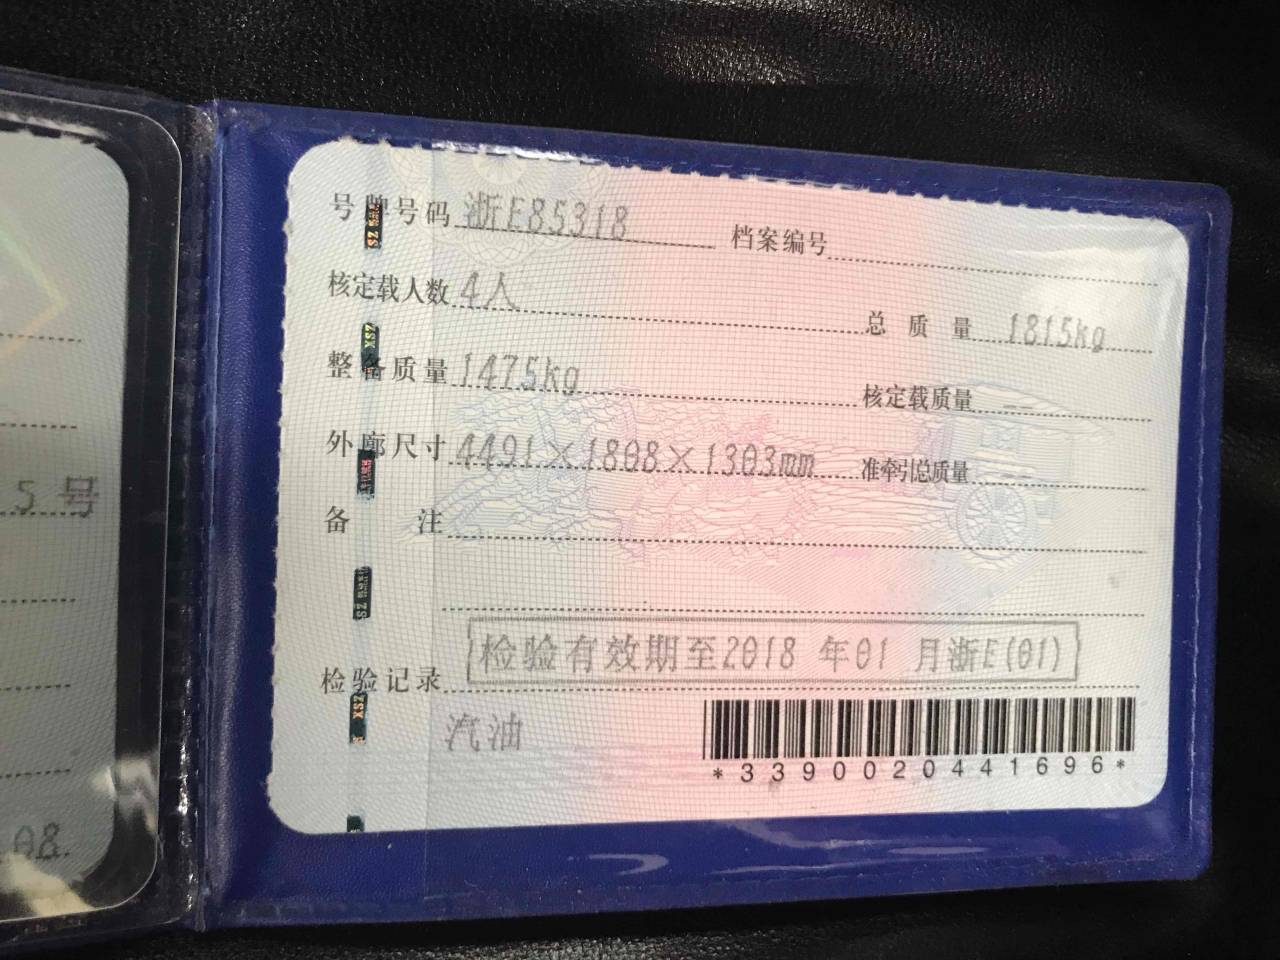 号牌号码 浙E85318 档案编号
核定载人数 4人 总质量 1815kg
整备质量 1475kg 核定载质量 --
外廓尺寸 4491×1808×1303mm 准牵引总质量 --
备注
检验记录 检验有效期至2018 年01 月浙E(01)
汽油
*3390020441696*
5号
08.